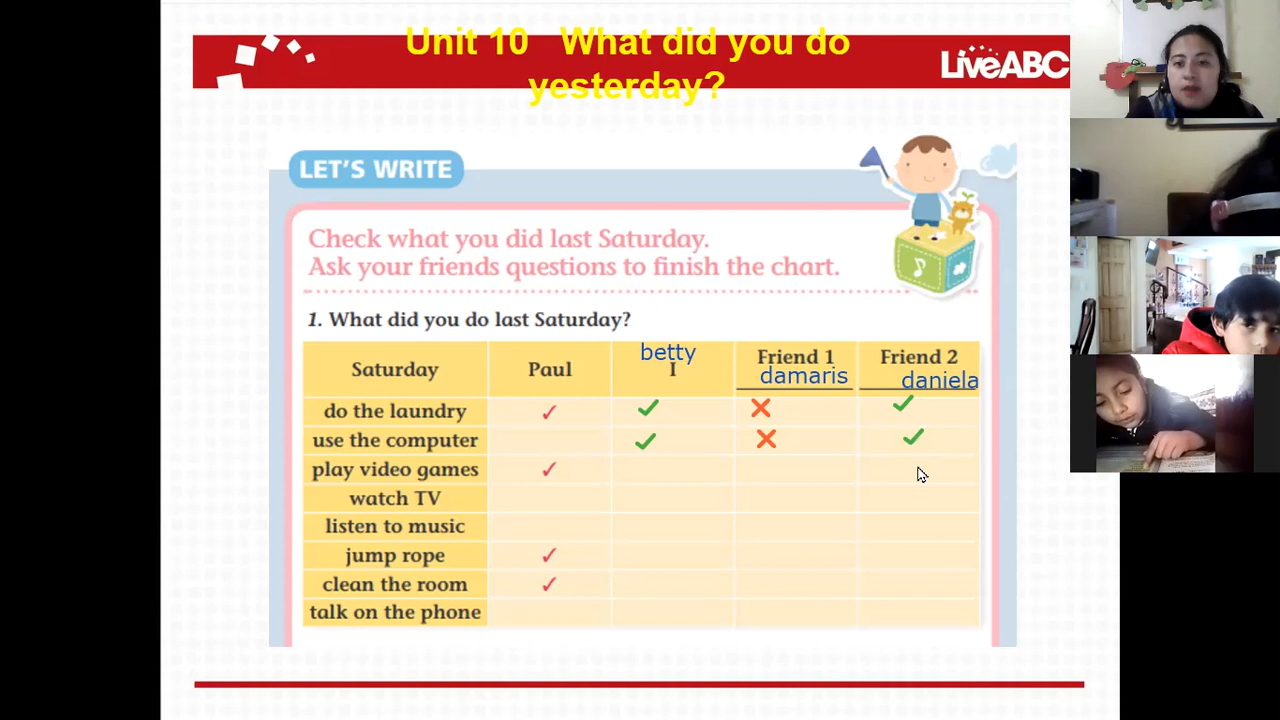 Unit 10 What did you do
yesterday?
LiveABC
LET'S WRITE
Check what you did last Saturday.
Ask your friends questions to finish the chart.
1. What did you do last Saturday?
Saturday Paul betty I Friend 1 damaris Friend 2 daniela
do the laundry ✓ ✓ ✗ ✓
use the computer ✓ ✗ ✓
play video games ✓
watch TV
listen to music
jump rope ✓
clean the room ✓
talk on the phone